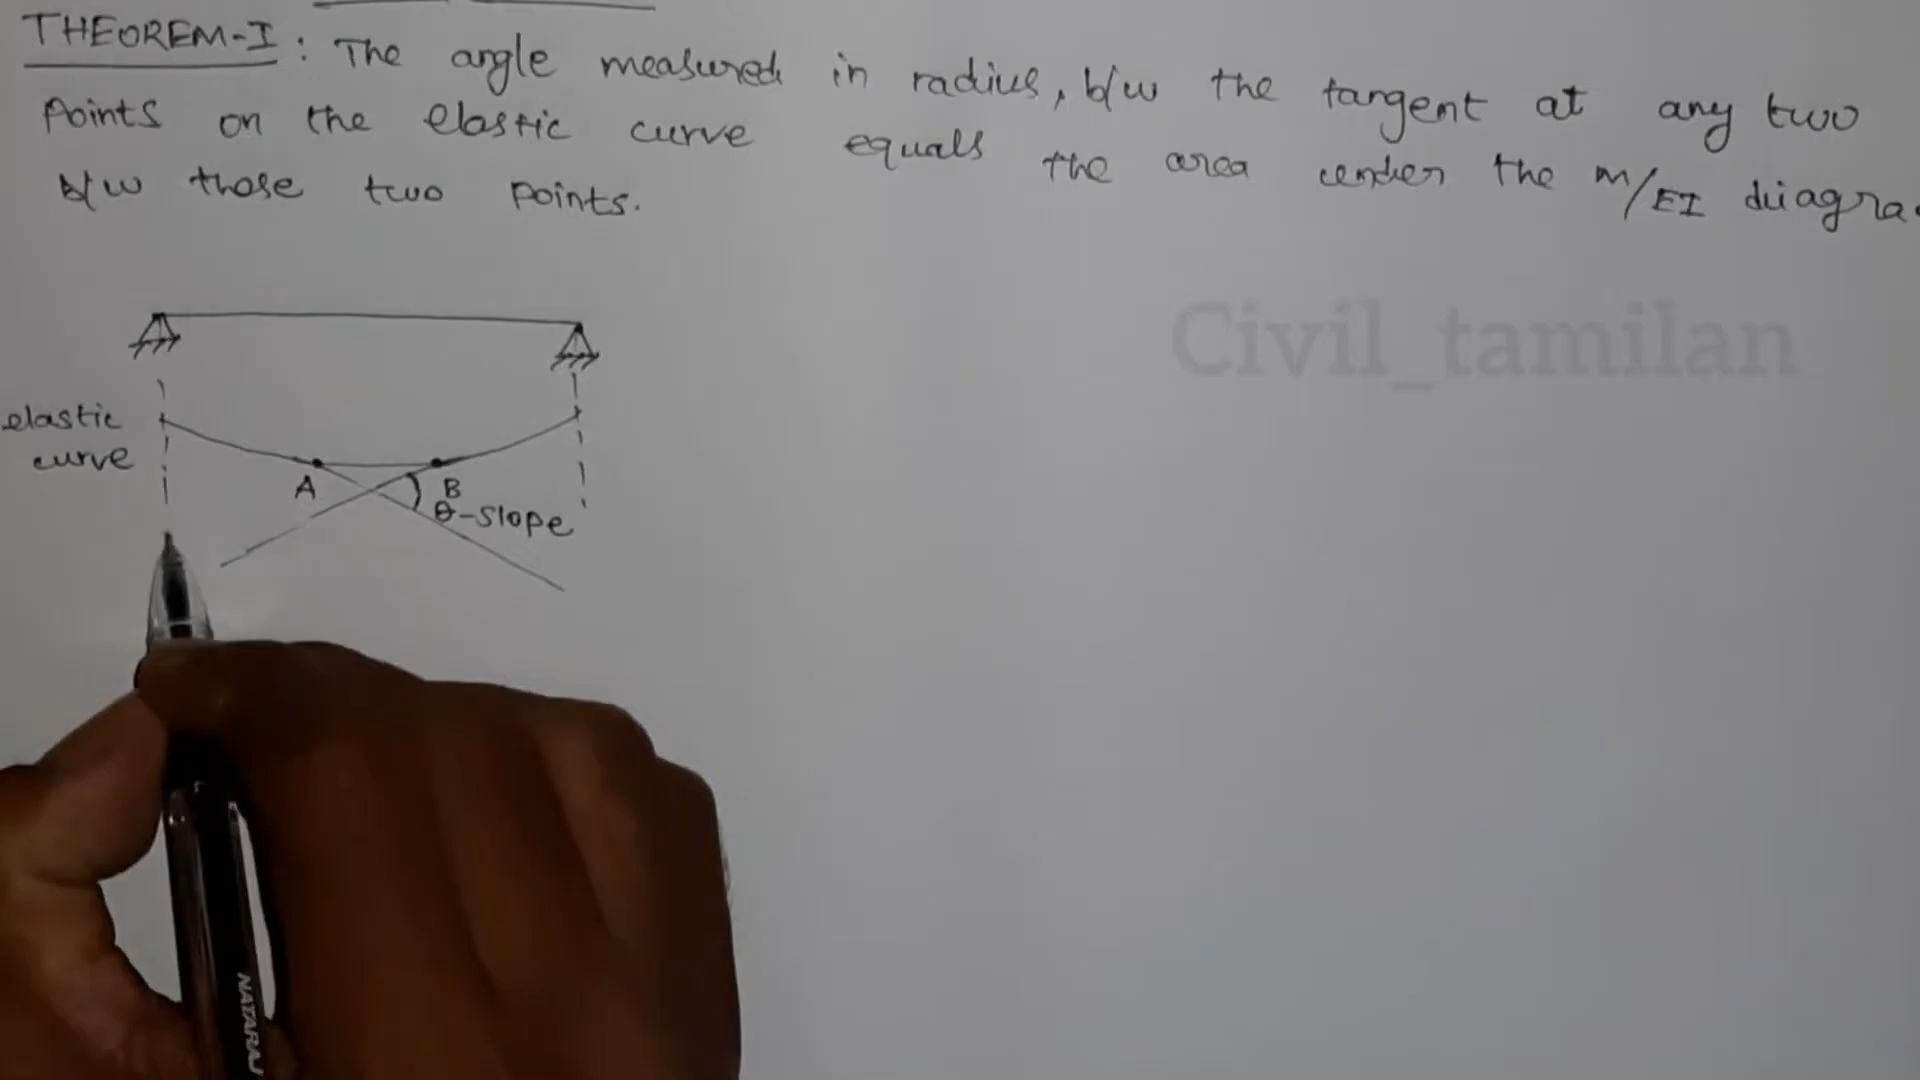 THEOREM-I : The angle measured in radius, b/w the tangent at any two
Points on the elastic curve equals the area under the M/EI diagra
b/w those two points.
Civil_tamilan
elastic
curve
A
B
θ-slope
NATARAJ